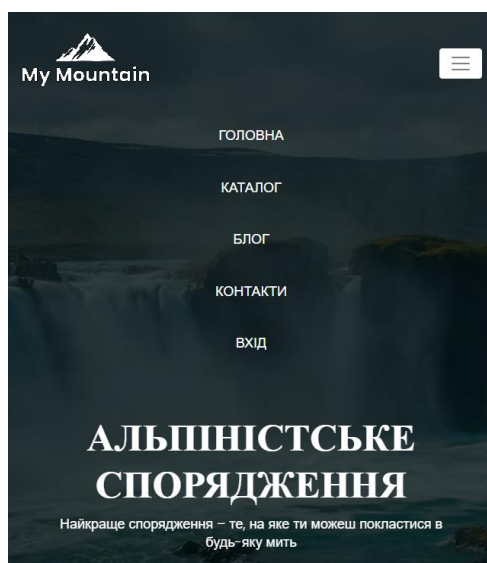 My Mountain
ГОЛОВНА
КАТАЛОГ
БЛОГ
КОНТАКТИ
ВХІД
АЛЬПІНІСТСЬКЕ
СПОРЯДЖЕННЯ
Найкраще спорядження – те, на яке ти можеш покластися в
будь-яку мить